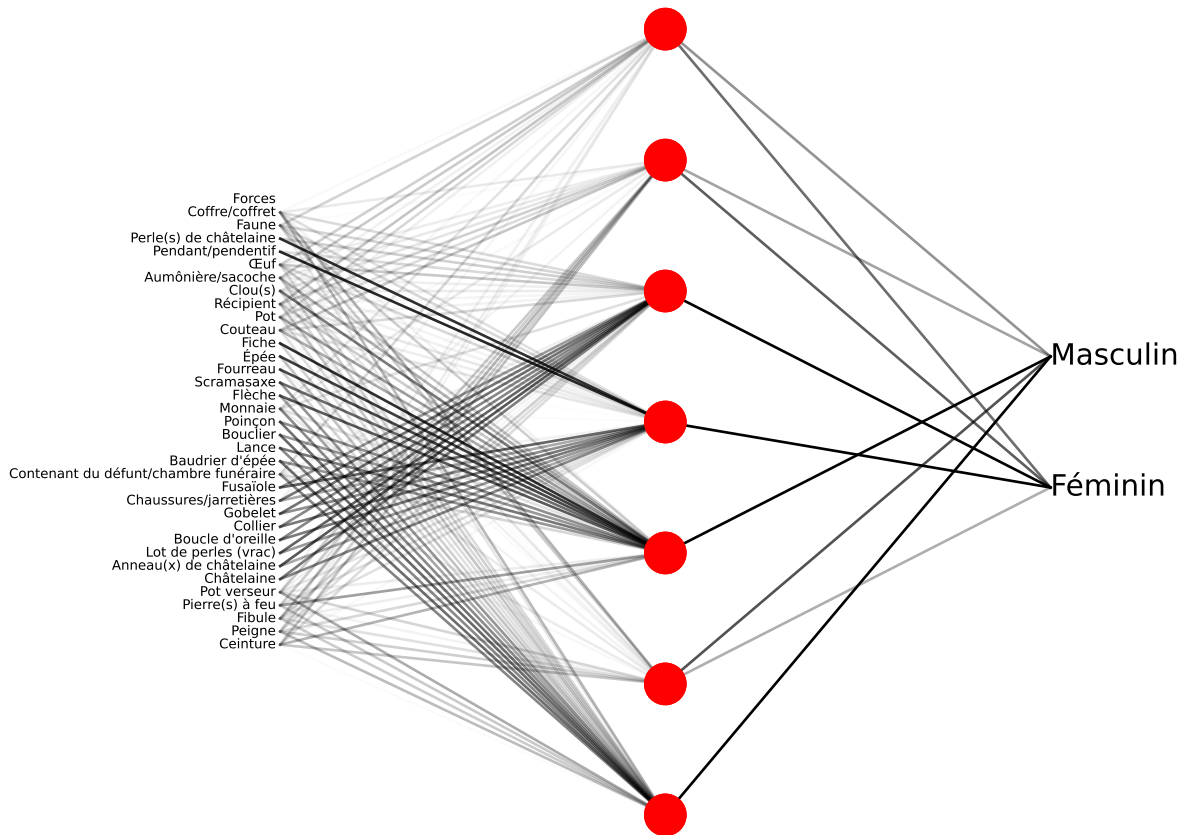 Forces
Coffre/coffret
Faune
Perle(s) de châtelaine
Pendant/pendentif
Œuf
Aumônière/sacoche
Clou(s)
Récipient
Pot
Couteau
Fiche
Épée
Fourreau
Scramasaxe
Flèche
Monnaie
Poinçon
Bouclier
Lance
Baudrier d'épée
Contenant du défunt/chambre funéraire
Fusaïole
Chaussures/jarretières
Gobelet
Collier
Boucle d'oreille
Lot de perles (vrac)
Anneau(x) de châtelaine
Châtelaine
Pot verseur
Pierre(s) à feu
Fibule
Peigne
Ceinture
Masculin
Féminin